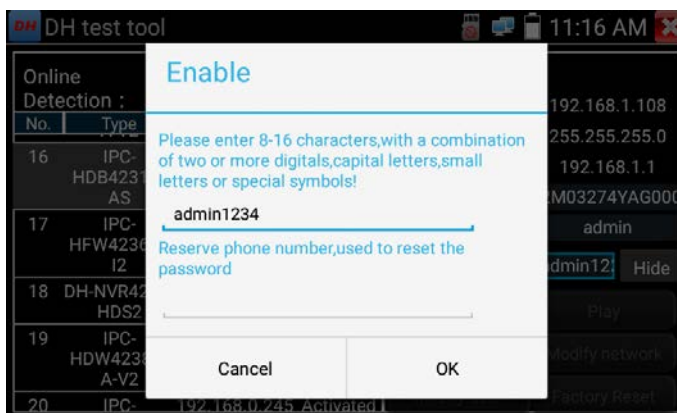 DH DH test tool 11:16 AM
Online
Detection :
No. Type
16 IPC-
HDB4231
AS
17 IPC-
HFW4236
I2
18 DH-NVR42
HDS2
19 IPC-
HDW4238
A-V2
20 IPC- 192.168.0.245 Activated
Enable
Please enter 8-16 characters,with a combination
of two or more digitals,capital letters,small
letters or special symbols!
admin1234
Reserve phone number,used to reset the
password
Cancel OK
192.168.1.108
255.255.255.0
192.168.1.1
M03274YAG000
admin
admin12
Hide
Play
Modify network
Factory Reset